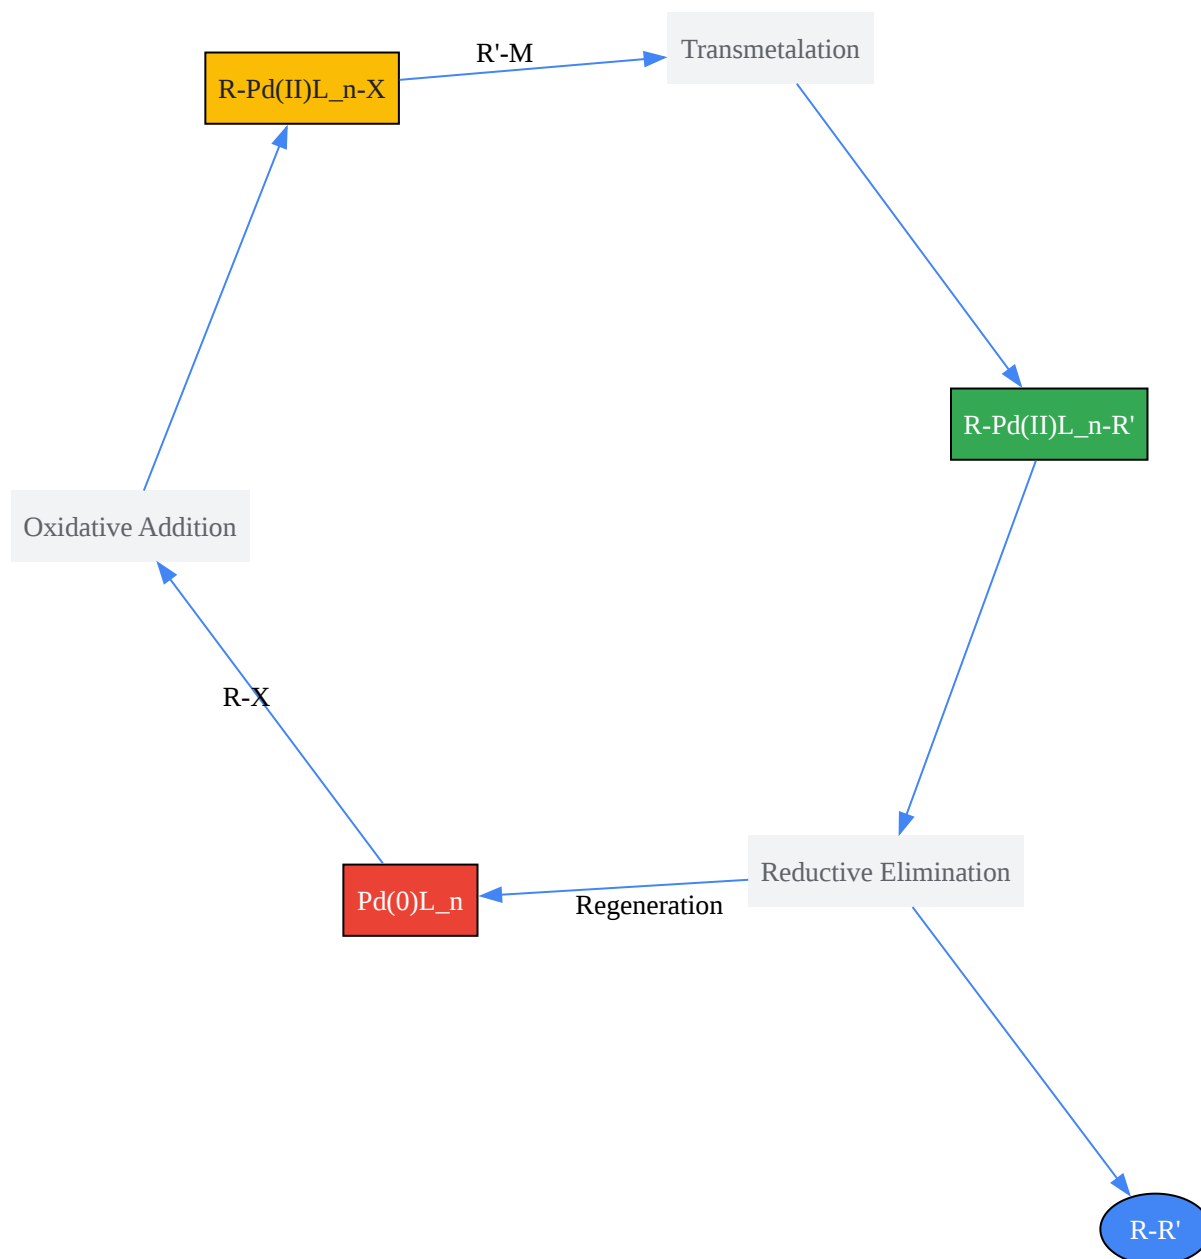 Transmetalation
R'-M
R-Pd(II)L_n-X
R-Pd(II)L_n-R'
Oxidative Addition
R-X
Reductive Elimination
Pd(0)L_n
Regeneration
R-R'